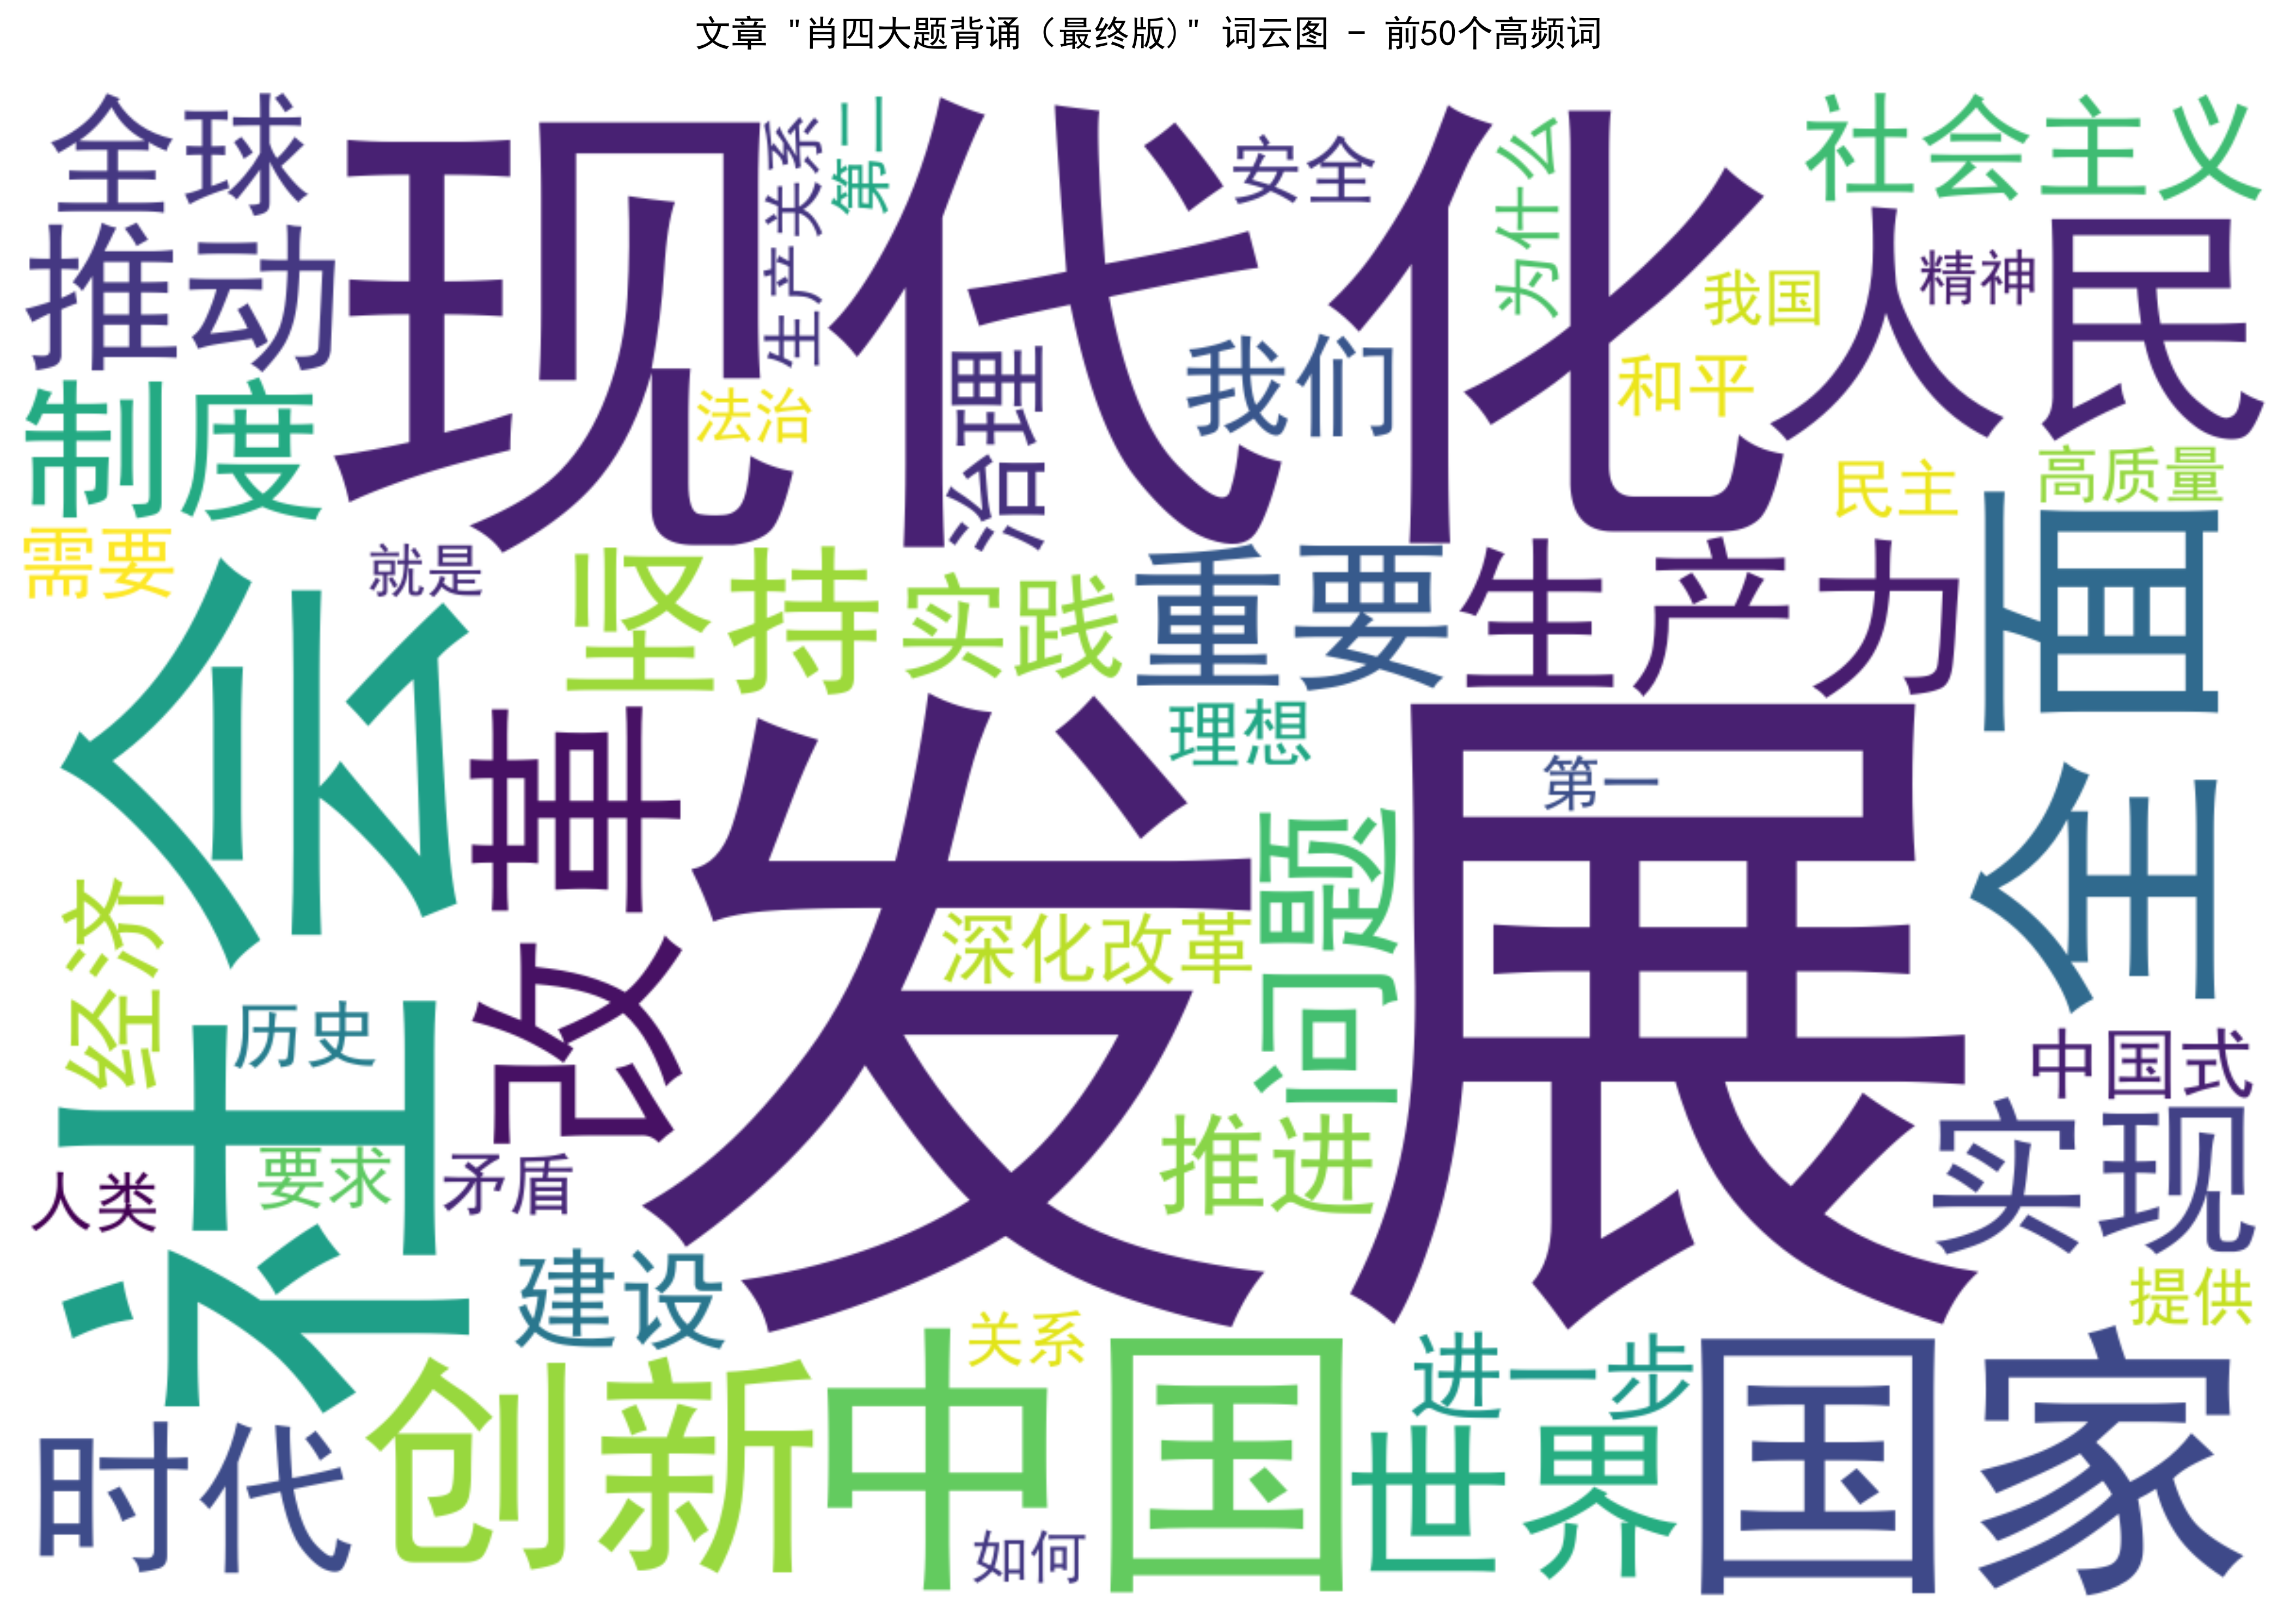 文章 "肖四大题背诵（最终版）" 词云图 - 前50个高频词
全球
现代化
生产关系
第二
安全
为什么
社会主义
推动
我国
人民
精神
制度
法治
治理
我们
和平
民主
高质量
需要
就是
坚持
实践
重要
生产力
全面
社会
改革
发展
理想
第一
问题
深化改革
经济
历史
推进
中国式
实现
人类
要求
矛盾
建设
关系
提供
时代
创新
中国
如何
进一步
世界
国家